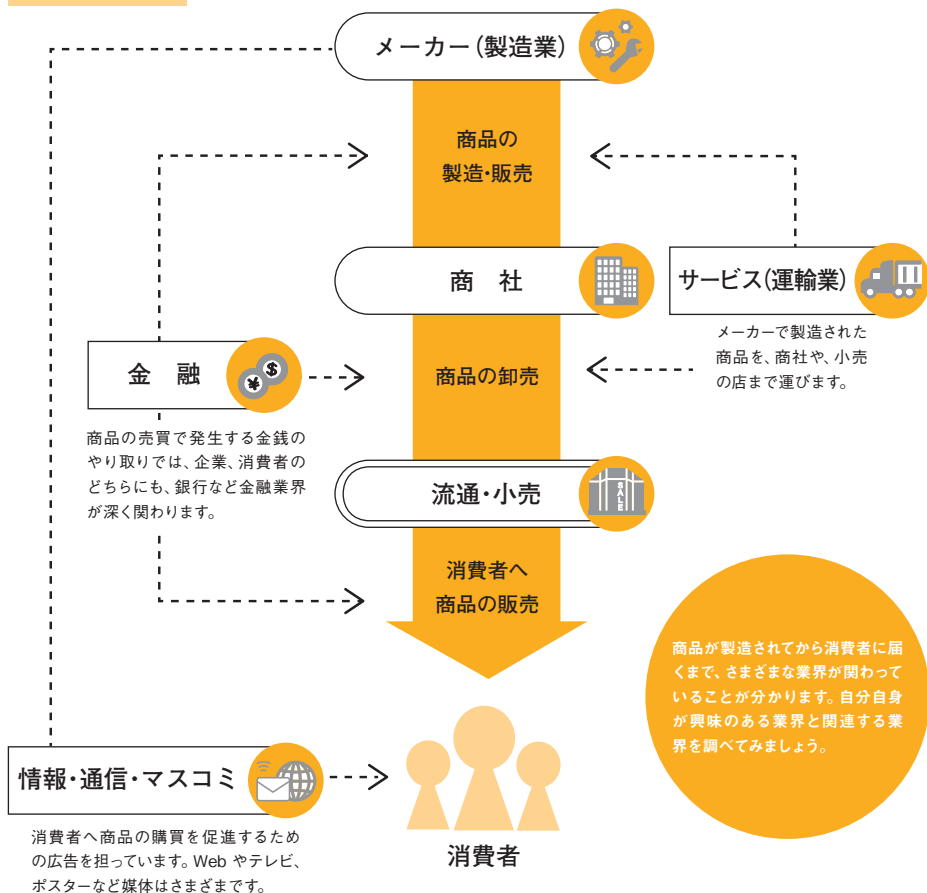 メーカー(製造業)
商品の
製造・販売
商 社
サービス(運輸業)
メーカーで製造された
商品を、商社や、小売
の店まで運びます。
金 融
¥ $
商品の卸売
商品の売買で発生する金銭の
やり取りでは、企業、消費者の
どちらにも、銀行など金融業界
が深く関わります。
流通・小売
SALE
消費者へ
商品の販売
商品が製造されてから消費者に届
くまで、さまざまな業界が関わって
いることが分かります。自分自身
が興味のある業界と関連する業
界を調べてみましょう。
情報・通信・マスコミ
消費者へ商品の購買を促進するため
の広告を担っています。Web やテレビ、
ポスターなど媒体はさまざまです。
消費者